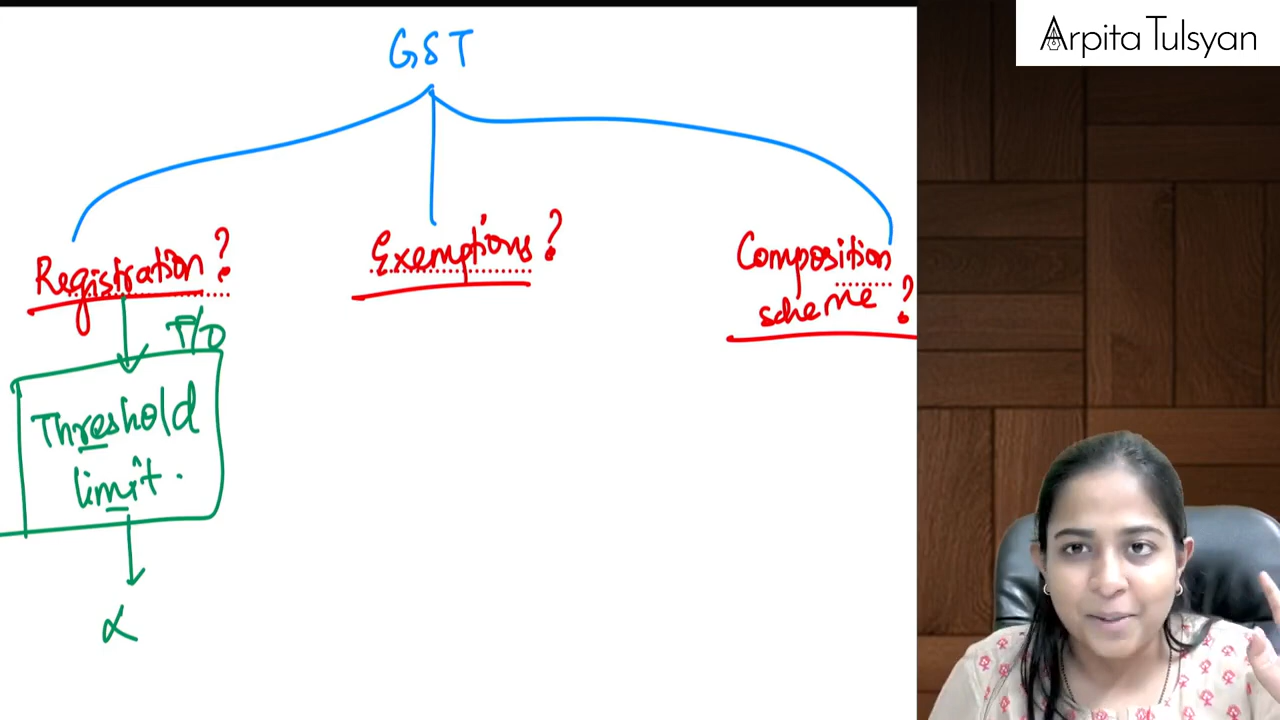 Arpita Tulsyan
GST
Registration?
Exemptions?
Composition
scheme?
T/O
Threshold
limit.